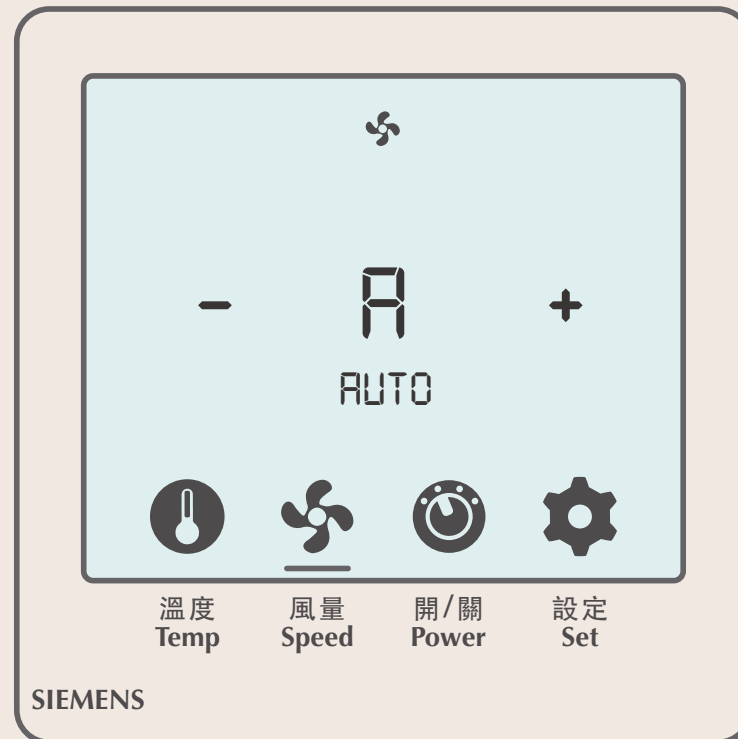 - A +
AUTO
溫度 風量 開/關 設定
Temp Speed Power Set
SIEMENS